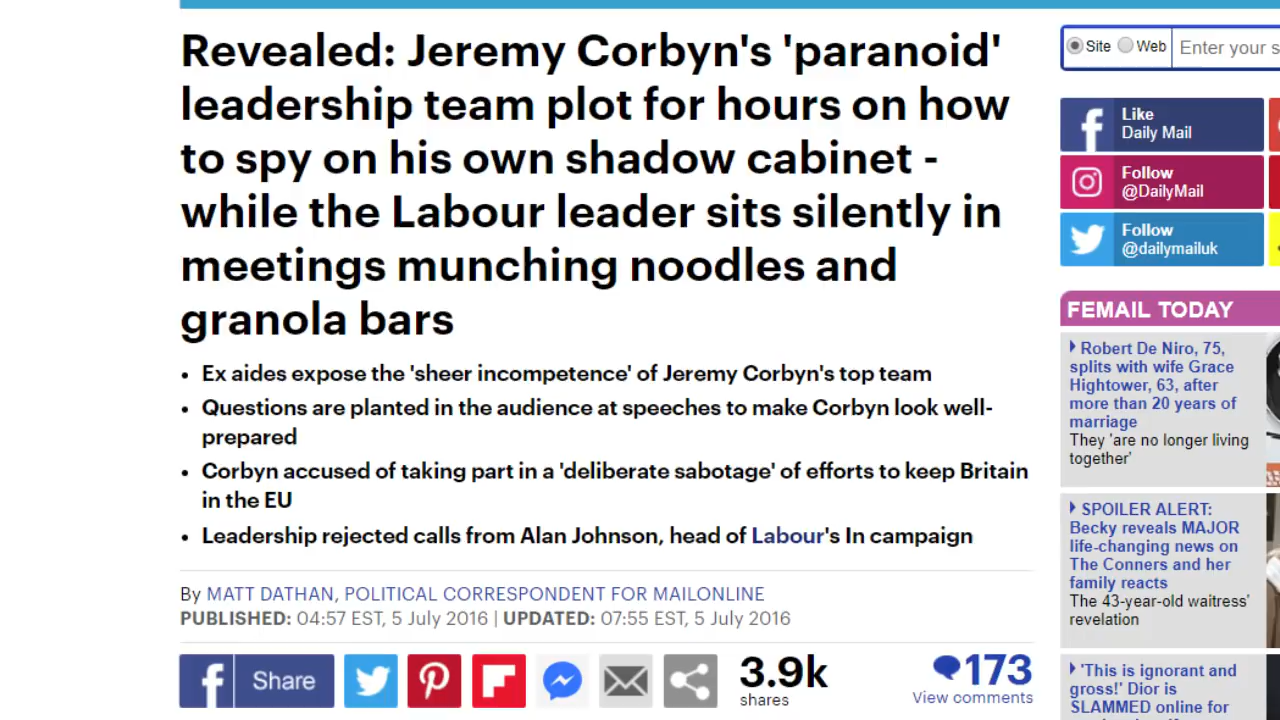 Revealed: Jeremy Corbyn's 'paranoid'
leadership team plot for hours on how
to spy on his own shadow cabinet -
while the Labour leader sits silently in
meetings munching noodles and
granola bars
• Ex aides expose the 'sheer incompetence' of Jeremy Corbyn's top team
• Questions are planted in the audience at speeches to make Corbyn look well-
prepared
• Corbyn accused of taking part in a 'deliberate sabotage' of efforts to keep Britain
in the EU
• Leadership rejected calls from Alan Johnson, head of Labour's In campaign
By MATT DATHAN, POLITICAL CORRESPONDENT FOR MAILONLINE
PUBLISHED: 04:57 EST, 5 July 2016 | UPDATED: 07:55 EST, 5 July 2016
Share
3.9k
shares
173
View comments
Site Web Enter your s
Like
Daily Mail
Follow
@DailyMail
Follow
@dailymailuk
FEMAIL TODAY
Robert De Niro, 75,
splits with wife Grace
Hightower, 63, after
more than 20 years of
marriage
They 'are no longer living
together'
SPOILER ALERT:
Becky reveals MAJOR
life-changing news on
The Conners and her
family reacts
The 43-year-old waitress'
revelation
'This is ignorant and
gross!' Dior is
SLAMMED online for